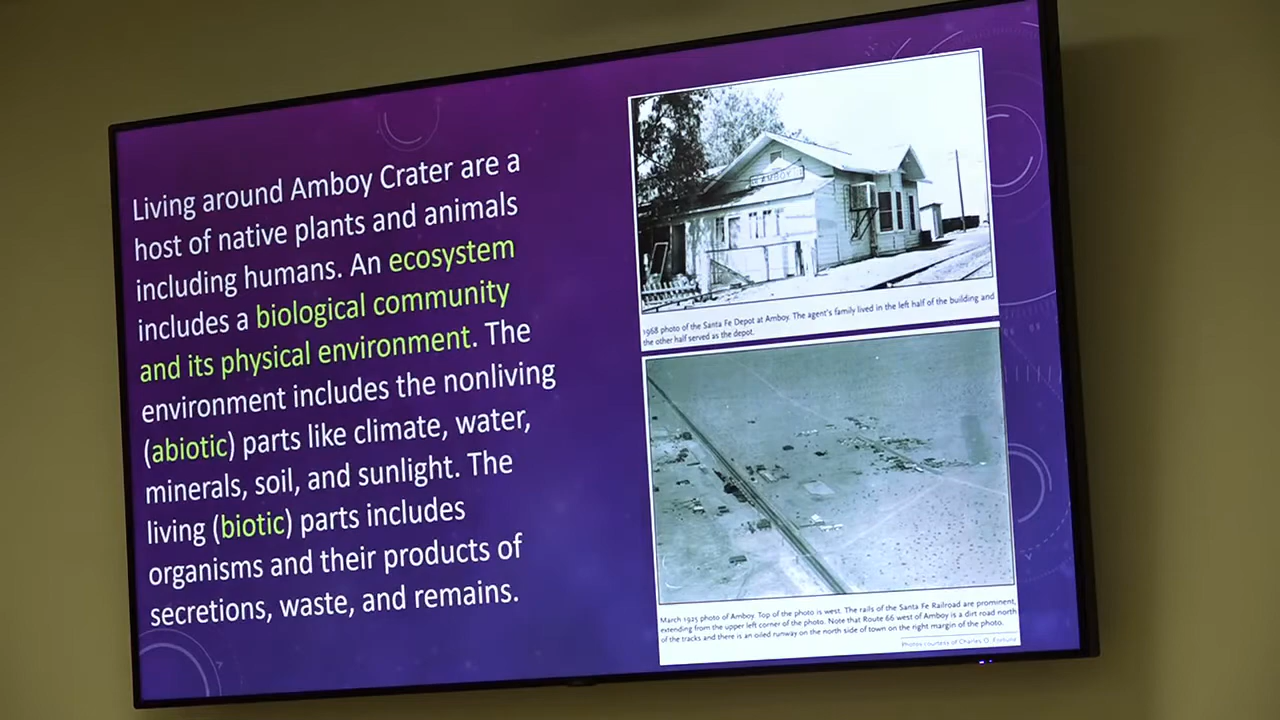 Living around Amboy Crater are a
host of native plants and animals
including humans. An ecosystem
includes a biological community
and its physical environment. The
environment includes the nonliving
(abiotic) parts like climate, water,
minerals, soil, and sunlight. The
living (biotic) parts includes
organisms and their products of
secretions, waste, and remains.
AMBOY
1968 photo of the Santa Fe Depot at Amboy. The agent's family lived in the left half of the building and
the other half served as the depot.
March 1925 photo of Amboy. Top of the photo is west. The rails of the Santa Fe Railroad are prominent,
extending from the upper left corner of the photo. Note that Route 66 west of Amboy is a dirt road north
of the tracks and there is an oiled runway on the north side of town on the right margin of the photo.
Photos courtesy of Charles O.